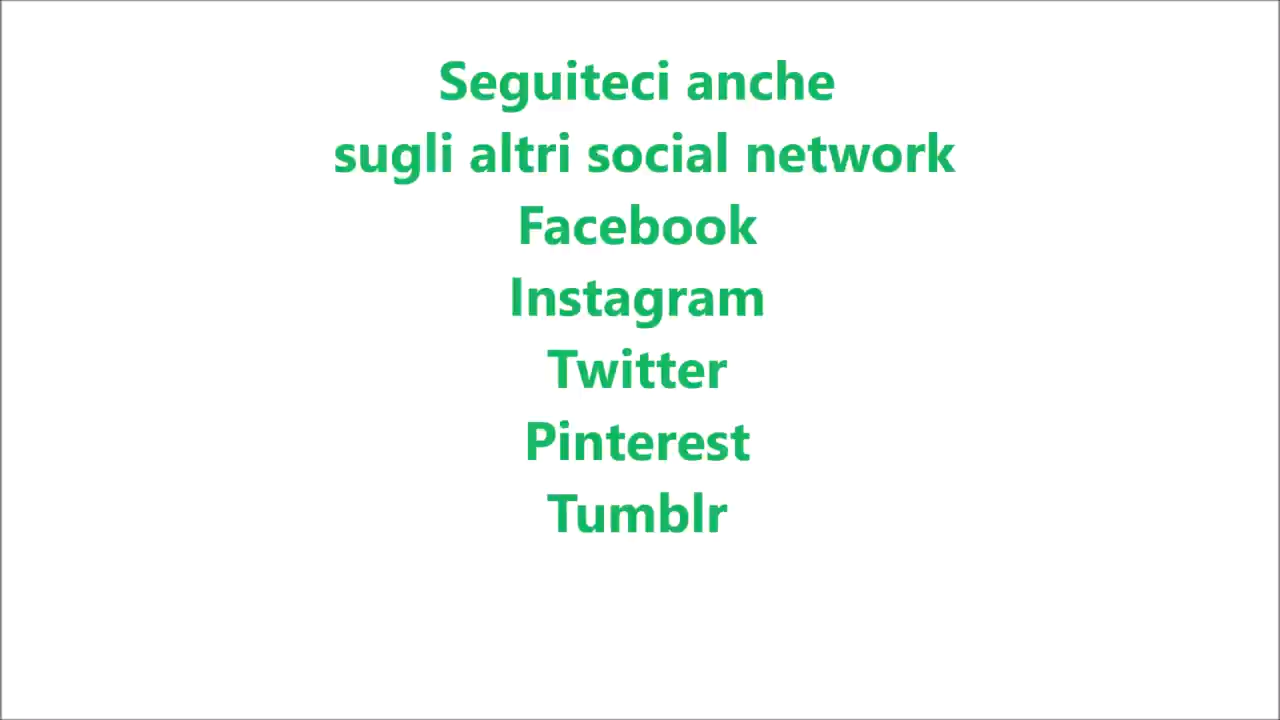 Seguiteci anche
sugli altri social network
Facebook
Instagram
Twitter
Pinterest
Tumblr